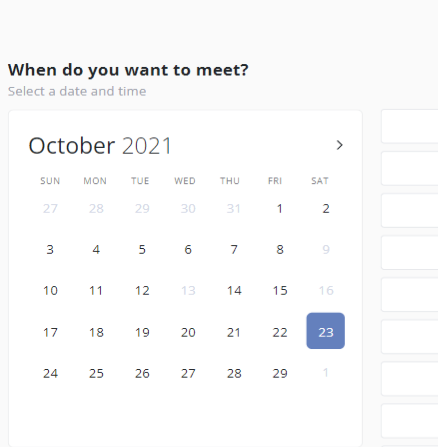 When do you want to meet?
Select a date and time
October 2021 >
SUN MON TUE WED THU FRI SAT
27 28 29 30 31 1 2
3 4 5 6 7 8 9
10 11 12 13 14 15 16
17 18 19 20 21 22 23
24 25 26 27 28 29 1